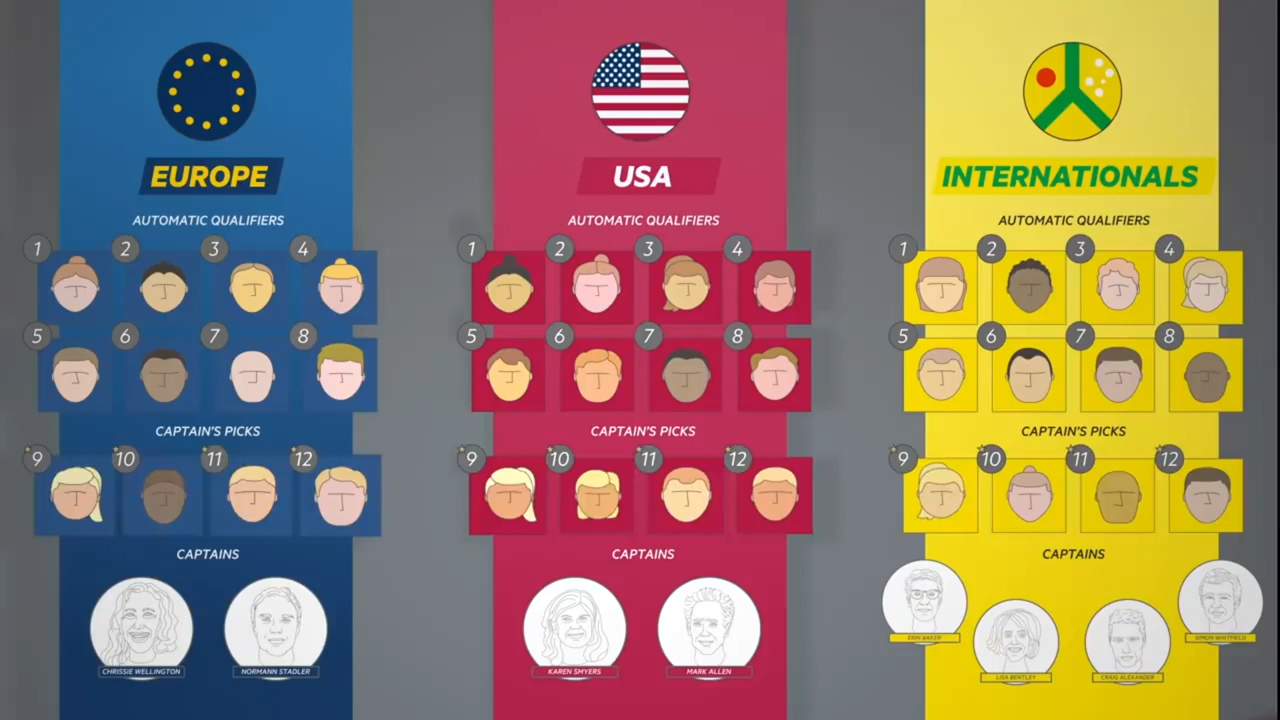 EUROPE
AUTOMATIC QUALIFIERS
1 2 3 4
5 6 7 8
CAPTAIN'S PICKS
9 10 11 12
CAPTAINS
CHRISSIE WELLINGTON
NORMANN STADLER
USA
AUTOMATIC QUALIFIERS
1 2 3 4
5 6 7 8
CAPTAIN'S PICKS
9 10 11 12
CAPTAINS
KAREN SMYERS
MARK ALLEN
INTERNATIONALS
AUTOMATIC QUALIFIERS
1 2 3 4
5 6 7 8
CAPTAIN'S PICKS
9 10 11 12
CAPTAINS
ERIN BAKER
LISA BENTLEY
CRAIG ALEXANDER
SIMON WHITFIELD